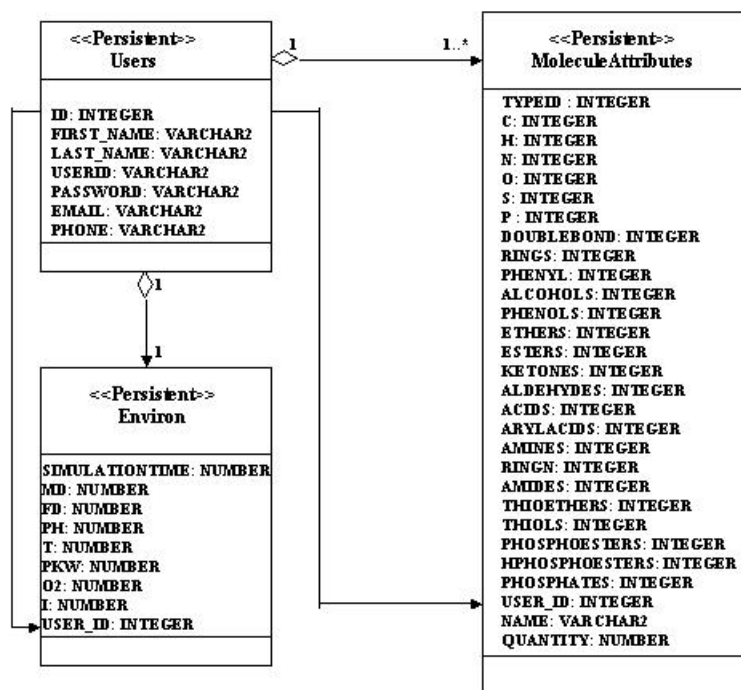 <<Persistent>>
Users
ID: INTEGER
FIRST_NAME: VARCHAR2
LAST_NAME: VARCHAR2
USERID: VARCHAR2
PASSWORD: VARCHAR2
EMAIL: VARCHAR2
PHONE: VARCHAR2
1
1..*
1
1
<<Persistent>>
Environ
SIMULATIONTIME: NUMBER
MD: NUMBER
FD: NUMBER
PH: NUMBER
T: NUMBER
PKW: NUMBER
O2: NUMBER
I: NUMBER
USER_ID: INTEGER
<<Persistent>>
MoleculeAttributes
TYPEID : INTEGER
C: INTEGER
H: INTEGER
N: INTEGER
O: INTEGER
S: INTEGER
P : INTEGER
DOUBLEBOND: INTEGER
RINGS: INTEGER
PHENYL: INTEGER
ALCOHOLS: INTEGER
PHENOLS: INTEGER
ETHERS: INTEGER
ESTERS: INTEGER
KETONES: INTEGER
ALDEHYDES: INTEGER
ACIDS: INTEGER
ARYLACIDS: INTEGER
AMINES: INTEGER
RINGN: INTEGER
AMIDES: INTEGER
THIOETHERS: INTEGER
THIOLS: INTEGER
PHOSPHOESTERS: INTEGER
HPHOSPHOESTERS: INTEGER
PHOSPHATES: INTEGER
USER_ID: INTEGER
NAME: VARCHAR2
QUANTITY: NUMBER